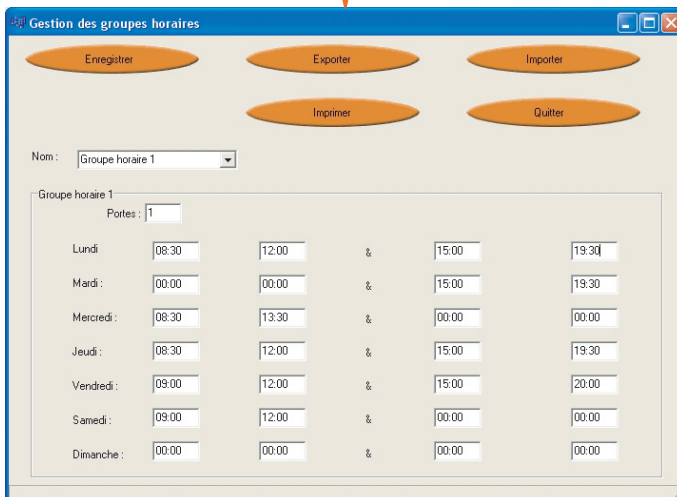 Gestion des groupes horaires
Enregistrer Exporter Importer
Imprimer Quitter
Nom : Groupe horaire 1
Groupe horaire 1
Portes : 1
Lundi 08:30 12:00 & 15:00 19:30
Mardi : 00:00 00:00 & 15:00 19:30
Mercredi : 08:30 13:30 & 00:00 00:00
Jeudi : 08:30 12:00 & 15:00 19:30
Vendredi : 09:00 12:00 & 15:00 20:00
Samedi : 09:00 12:00 & 00:00 00:00
Dimanche : 00:00 00:00 & 00:00 00:00